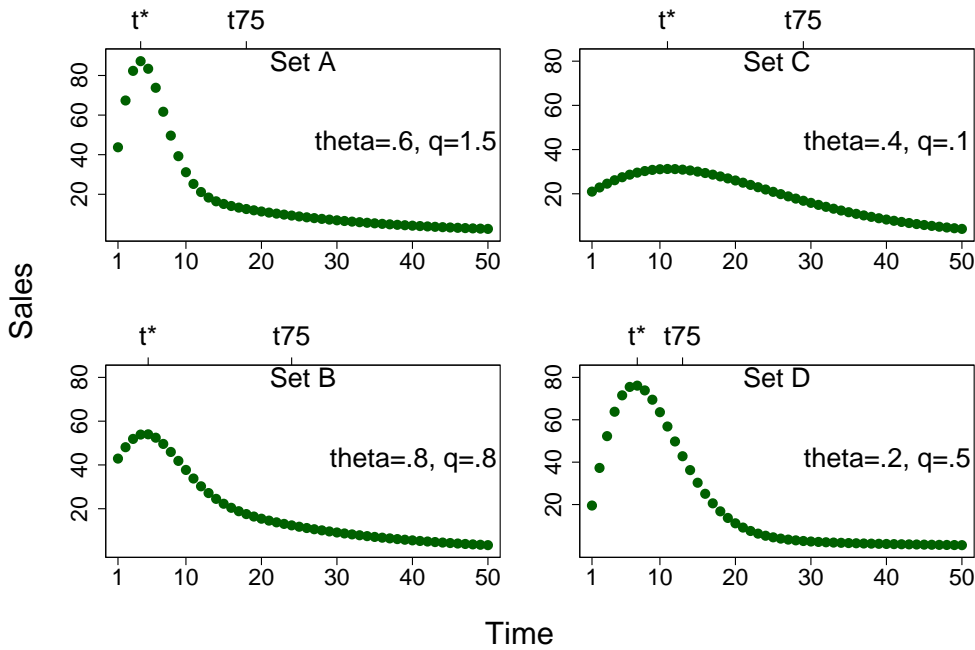 t* t75
Set A
theta=.6, q=1.5
20 40 60 80
1 10 20 30 40 50
t* t75
Set C
theta=.4, q=.1
20 40 60 80
1 10 20 30 40 50
Sales
t* t75
Set B
theta=.8, q=.8
20 40 60 80
1 10 20 30 40 50
t* t75
Set D
theta=.2, q=.5
20 40 60 80
1 10 20 30 40 50
Time